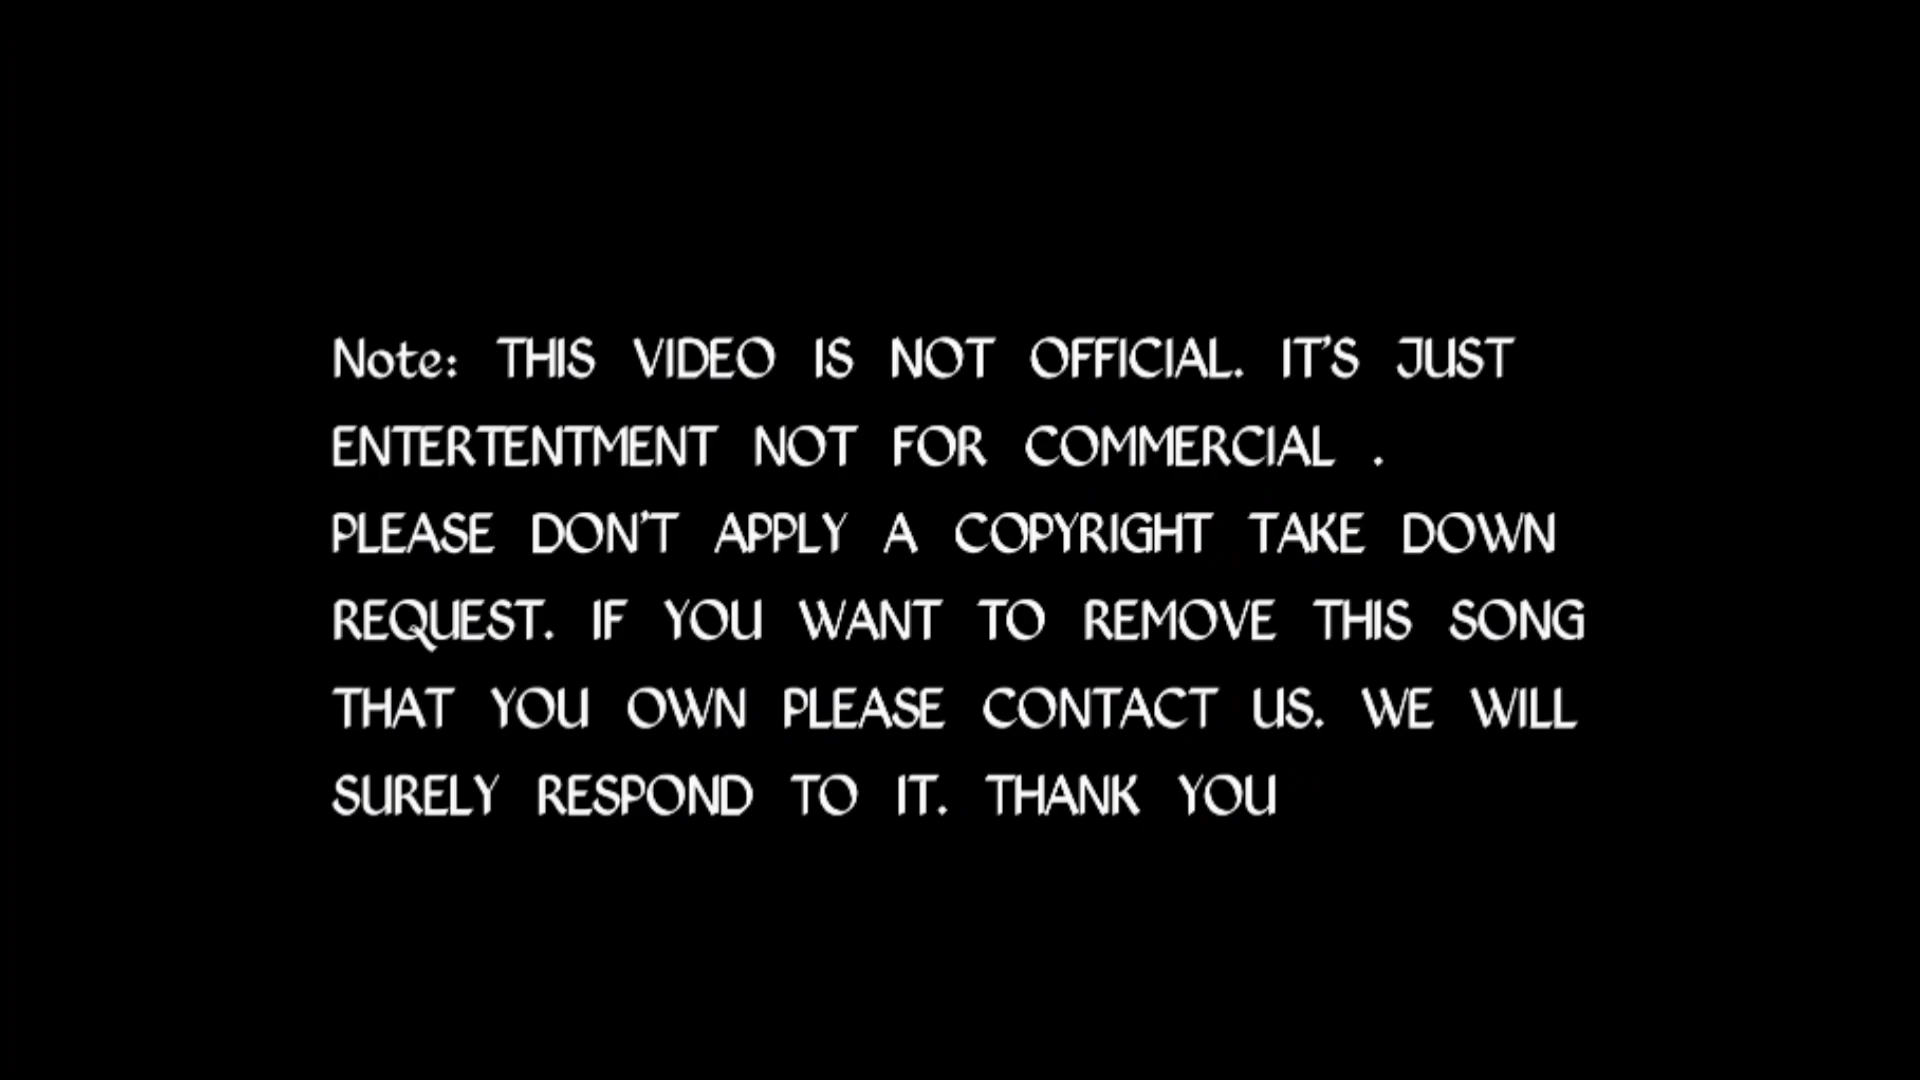 Note: THIS VIDEO IS NOT OFFICIAL. IT'S JUST
ENTERTENTMENT NOT FOR COMMERCIAL .
PLEASE DON'T APPLY A COPYRIGHT TAKE DOWN
REQUEST. IF YOU WANT TO REMOVE THIS SONG
THAT YOU OWN PLEASE CONTACT US. WE WILL
SURELY RESPOND TO IT. THANK YOU